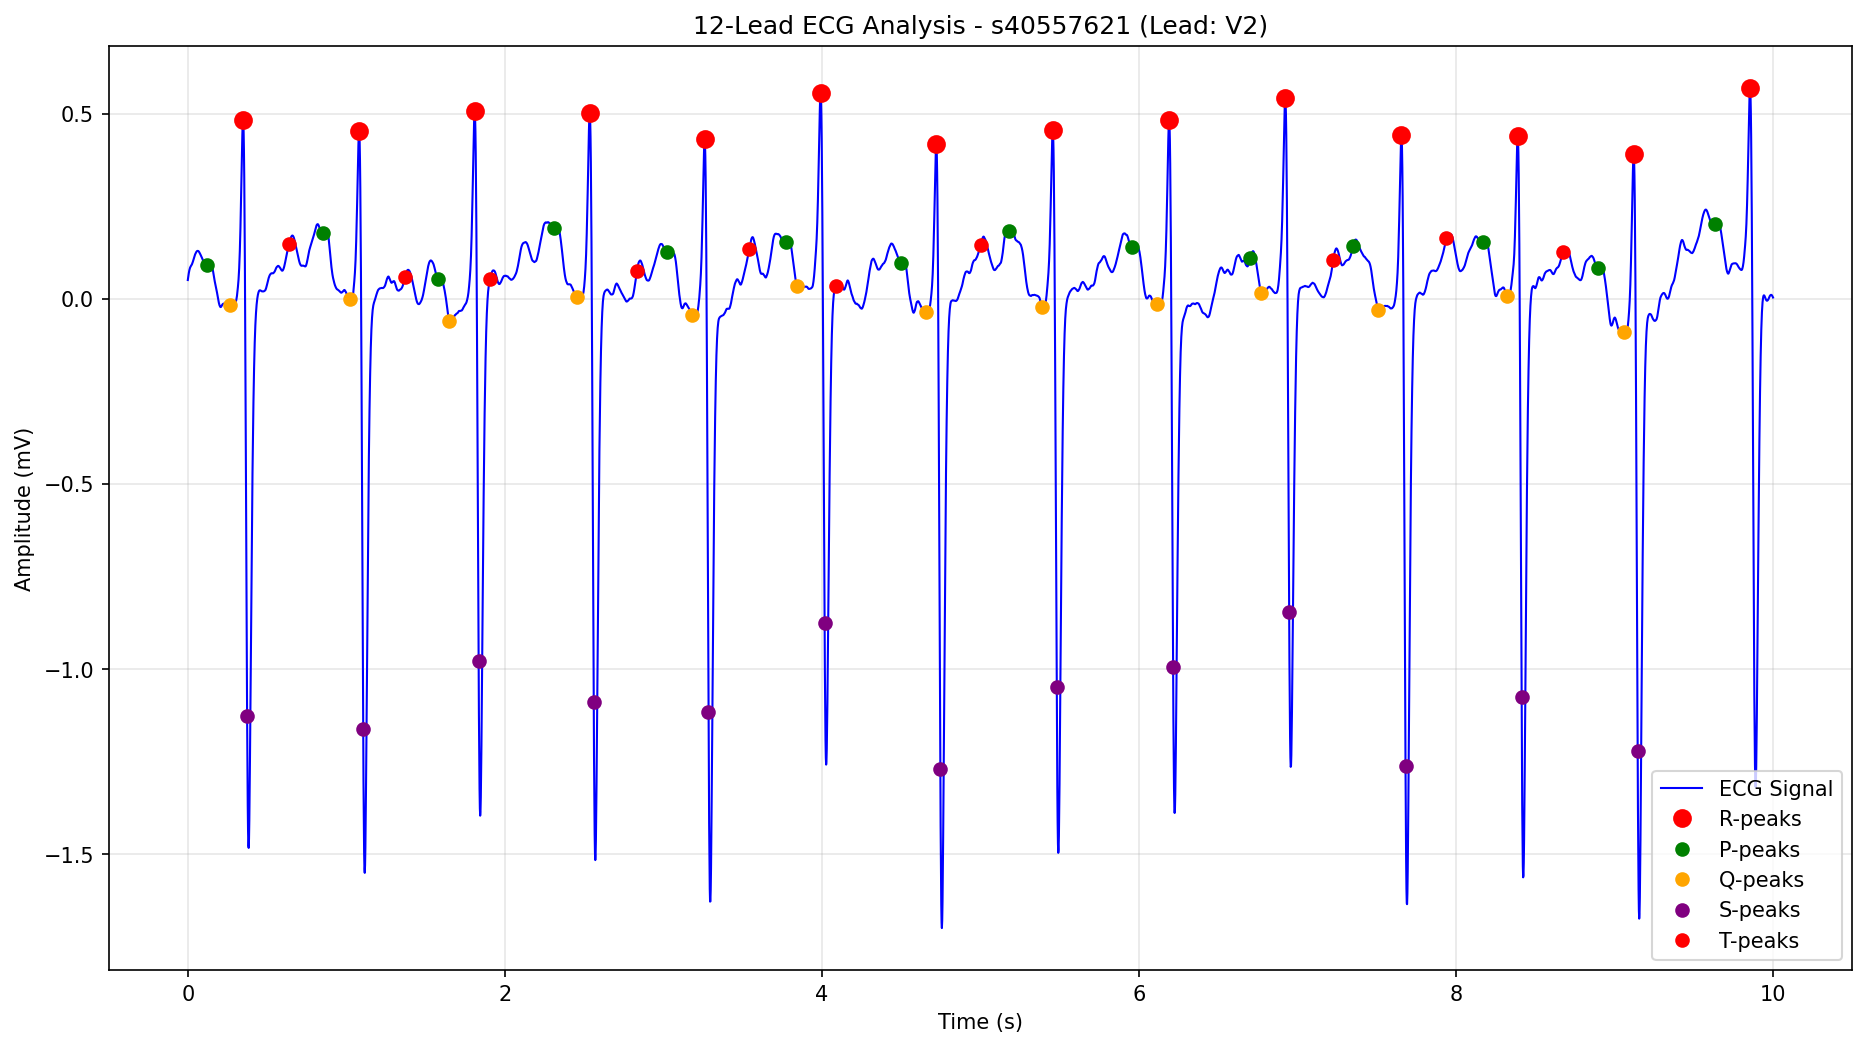 12-Lead ECG Analysis - s40557621 (Lead: V2)
Amplitude (mV)
0.5
0.0
−0.5
−1.0
−1.5
0 2 4 6 8 10
Time (s)
ECG Signal
R-peaks
P-peaks
Q-peaks
S-peaks
T-peaks